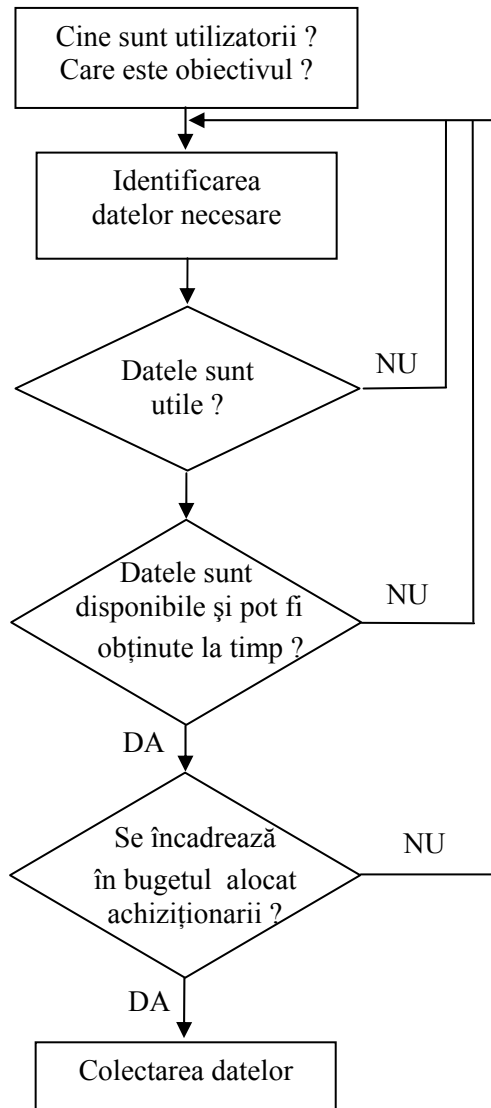 Cine sunt utilizatorii ?
Care este obiectivul ?
Identificarea
datelor necesare
Datele sunt
utile ?
NU
Datele sunt
disponibile şi pot fi
obţinute la timp ?
NU
DA
Se încadrează
în bugetul alocat
achiziţionarii ?
NU
DA
Colectarea datelor